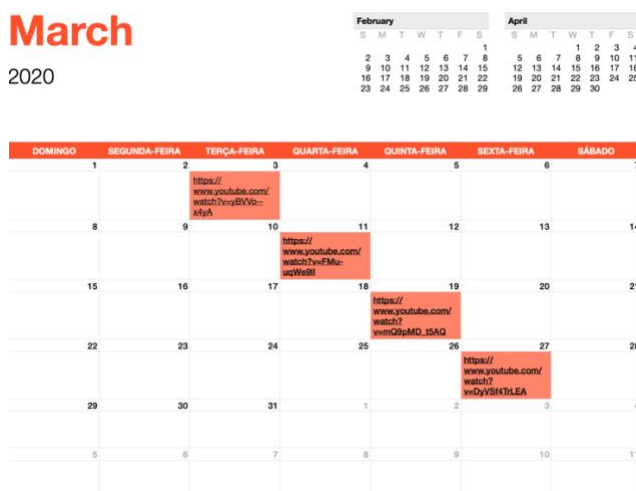 March
2020
February
S M T W T F S
1
2 3 4 5 6 7 8
9 10 11 12 13 14 15
16 17 18 19 20 21 22
23 24 25 26 27 28 29
April
S M T W T F S
1 2 3 4
5 6 7 8 9 10 11
12 13 14 15 16 17 18
19 20 21 22 23 24 25
26 27 28 29 30
DOMINGO SEGUNDA-FEIRA TERÇA-FEIRA QUARTA-FEIRA QUINTA-FEIRA SEXTA-FEIRA SÁBADO
1 2 3 4 5 6 7
https://
www.youtube.com/
watch?v=yBVVo--
x4yA
8 9 10 11 12 13 14
https://
www.youtube.com/
watch?v=FMu-
uqWe9II
15 16 17 18 19 20 21
https://
www.youtube.com/
watch?
v=mQ9pMD_t5AQ
22 23 24 25 26 27 28
https://
www.youtube.com/
watch?
v=DyVSf4TrLEA
29 30 31 1 2 3 4
5 6 7 8 9 10 11